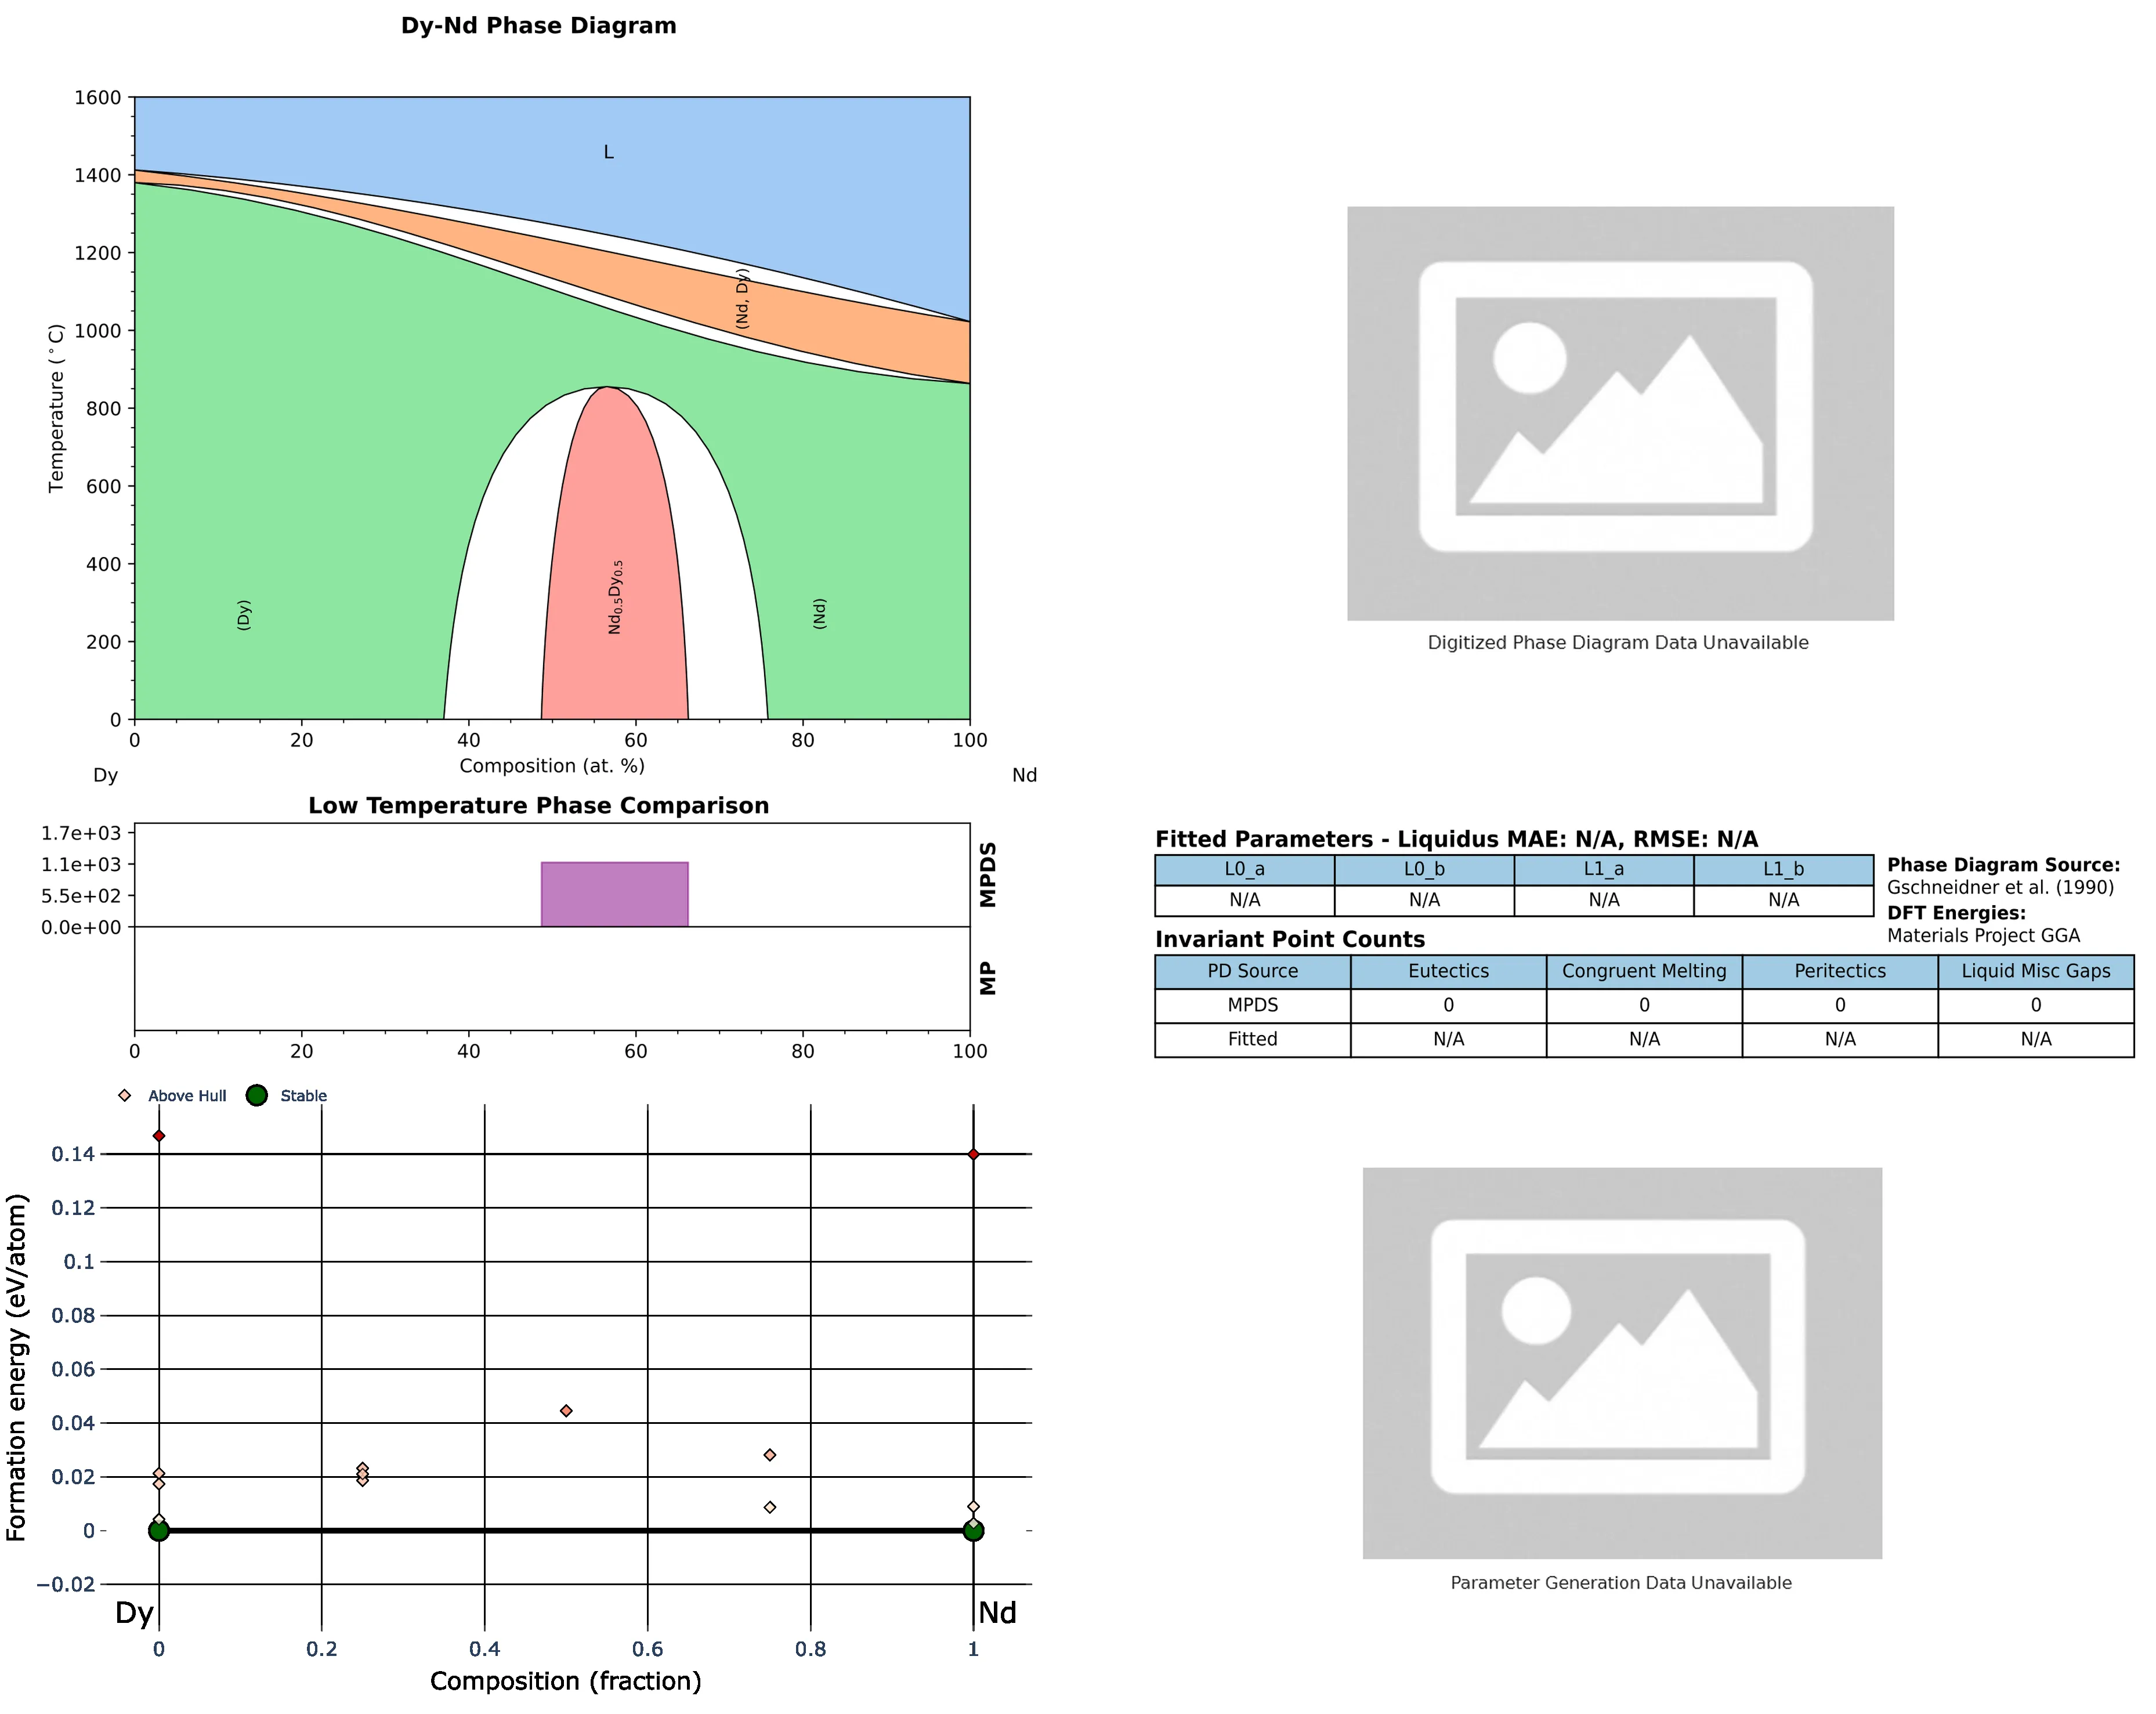 Dy-Nd Phase Diagram
1600
1400
1200
1000
800
600
400
200
0
Temperature (°C)
L
(Nd, Dy)
(Dy)
Nd₀.₅Dy₀.₅
(Nd)
0 20 40 60 80 100
Composition (at. %)
Dy Nd
Digitized Phase Diagram Data Unavailable
Low Temperature Phase Comparison
1.7e+03
1.1e+03
5.5e+02
0.0e+00
MPDS
MP
0 20 40 60 80 100
Fitted Parameters - Liquidus MAE: N/A, RMSE: N/A
L0_a L0_b L1_a L1_b
N/A N/A N/A N/A
Phase Diagram Source:
Gschneidner et al. (1990)
DFT Energies:
Materials Project GGA
Invariant Point Counts
PD Source Eutectics Congruent Melting Peritectics Liquid Misc Gaps
MPDS 0 0 0 0
Fitted N/A N/A N/A N/A
Above Hull Stable
0.14
0.12
0.1
0.08
0.06
0.04
0.02
0
−0.02
Formation energy (eV/atom)
Dy Nd
0 0.2 0.4 0.6 0.8 1
Composition (fraction)
Parameter Generation Data Unavailable